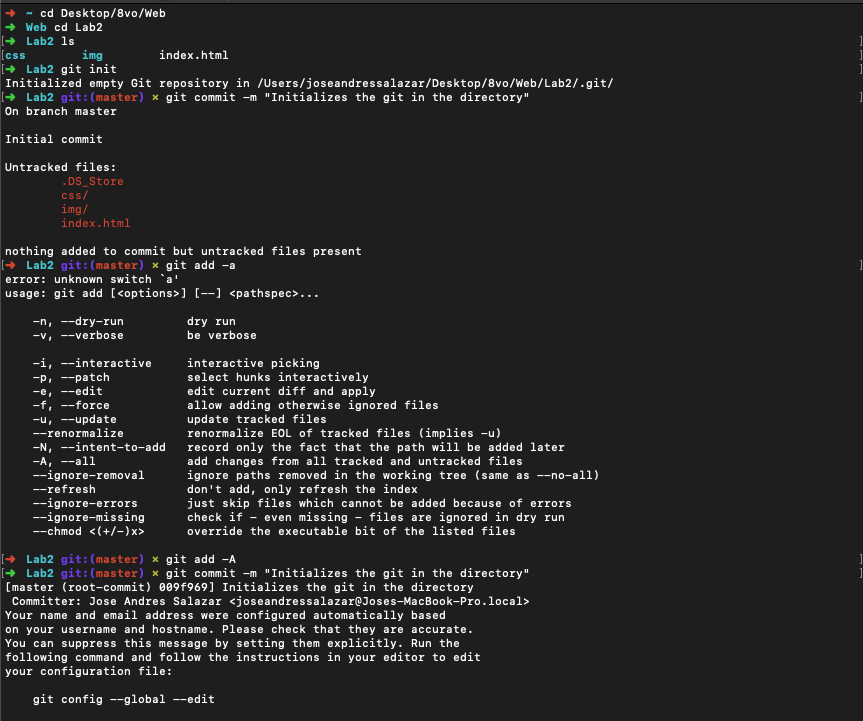 ➜  ~ cd Desktop/8vo/Web
➜  Web cd Lab2
[➜  Lab2 ls ]
[css        img        index.html ]
[➜  Lab2 git init ]
Initialized empty Git repository in /Users/joseandressalazar/Desktop/8vo/Web/Lab2/.git/
[➜  Lab2 git:(master) ✗ git commit -m "Initializes the git in the directory" ]
On branch master

Initial commit

Untracked files:
        .DS_Store
        css/
        img/
        index.html

nothing added to commit but untracked files present
[➜  Lab2 git:(master) ✗ git add -a ]
error: unknown switch `a'
usage: git add [<options>] [--] <pathspec>...

    -n, --dry-run         dry run
    -v, --verbose         be verbose

    -i, --interactive     interactive picking
    -p, --patch           select hunks interactively
    -e, --edit            edit current diff and apply
    -f, --force           allow adding otherwise ignored files
    -u, --update          update tracked files
    --renormalize         renormalize EOL of tracked files (implies -u)
    -N, --intent-to-add   record only the fact that the path will be added later
    -A, --all             add changes from all tracked and untracked files
    --ignore-removal      ignore paths removed in the working tree (same as --no-all)
    --refresh             don't add, only refresh the index
    --ignore-errors       just skip files which cannot be added because of errors
    --ignore-missing      check if - even missing - files are ignored in dry run
    --chmod <(+/-)x>      override the executable bit of the listed files

[➜  Lab2 git:(master) ✗ git add -A ]
[➜  Lab2 git:(master) ✗ git commit -m "Initializes the git in the directory" ]
[master (root-commit) 009f969] Initializes the git in the directory
 Committer: Jose Andres Salazar <joseandressalazar@Joses-MacBook-Pro.local>
Your name and email address were configured automatically based
on your username and hostname. Please check that they are accurate.
You can suppress this message by setting them explicitly. Run the
following command and follow the instructions in your editor to edit
your configuration file:

    git config --global --edit